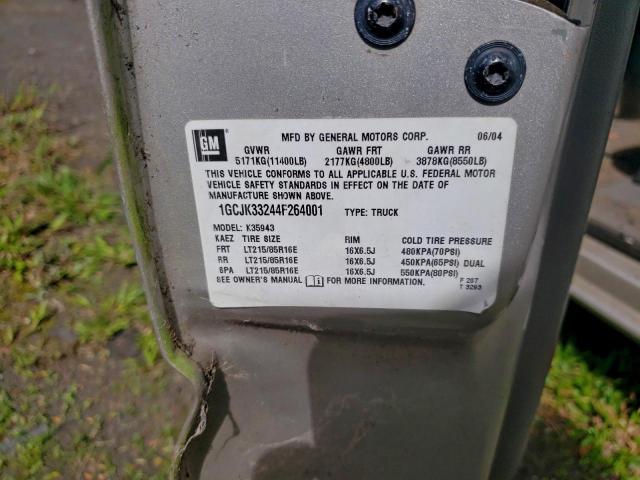 GM
MFD BY GENERAL MOTORS CORP. 06/04
GVWR GAWR FRT GAWR RR
5171KG(11400LB) 2177KG(4800LB) 3878KG(8550LB)
THIS VEHICLE CONFORMS TO ALL APPLICABLE U.S. FEDERAL MOTOR
VEHICLE SAFETY STANDARDS IN EFFECT ON THE DATE OF
MANUFACTURE SHOWN ABOVE.
1GCJK33244F264001 TYPE: TRUCK
MODEL: K35943
KAEZ TIRE SIZE RIM COLD TIRE PRESSURE
FRT LT215/85R16E 16X6.5J 480KPA(70PSI)
RR LT215/85R16E 16X6.5J 450KPA(65PSI) DUAL
SPA LT215/85R16E 16X6.5J 550KPA(80PSI)
SEE OWNER'S MANUAL i FOR MORE INFORMATION.
F 257
T 3293